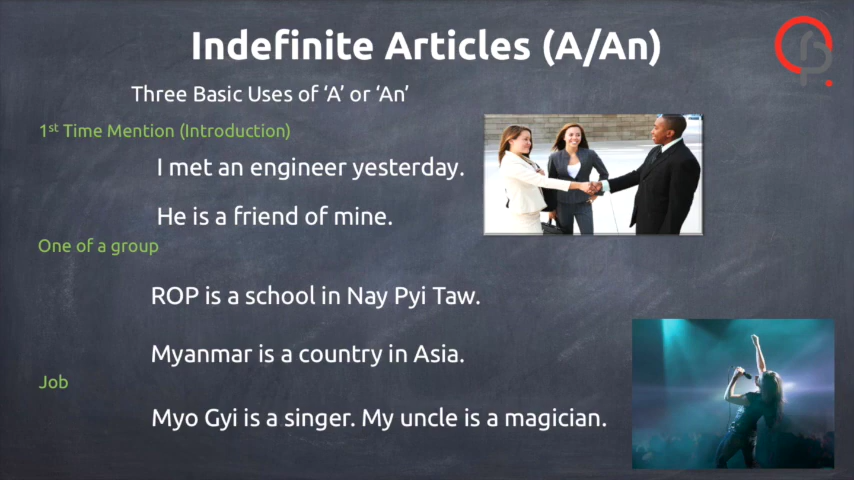 Indefinite Articles (A/An)
Three Basic Uses of ‘A’ or ‘An’
1st Time Mention (Introduction)
I met an engineer yesterday.
He is a friend of mine.
One of a group
ROP is a school in Nay Pyi Taw.
Myanmar is a country in Asia.
Job
Myo Gyi is a singer. My uncle is a magician.